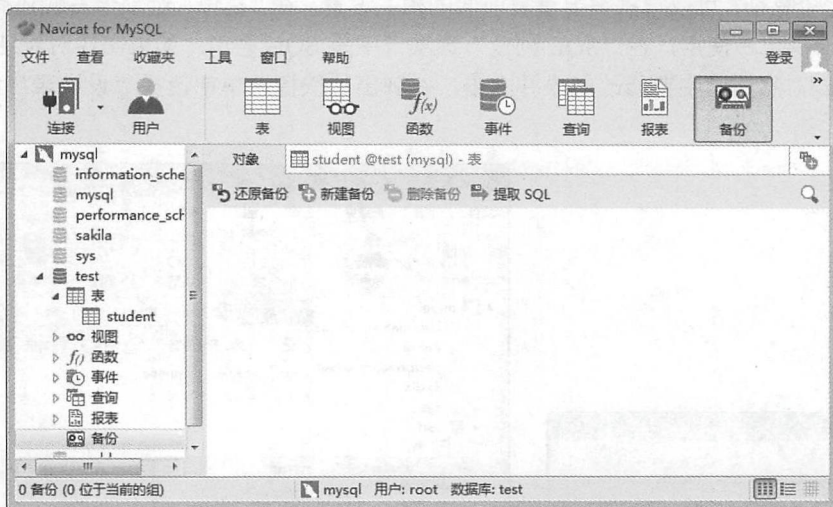 Navicat for MySQL
文件 查看 收藏夹 工具 窗口 帮助 登录
连接 用户 表 视图 函数 事件 查询 报表 备份
mysql
information_sche
mysql
performance_sch
sakila
sys
test
表
student
视图
函数
事件
查询
报表
备份
对象 student @test (mysql) - 表
还原备份 新建备份 删除备份 提取 SQL
0 备份 (0 位于当前的组) mysql 用户: root 数据库: test